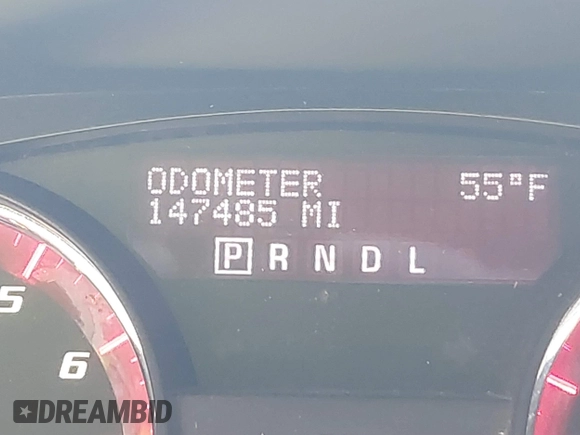 ODOMETER 55°F
147485 MI
P R N D L
5
6
DREAMBID